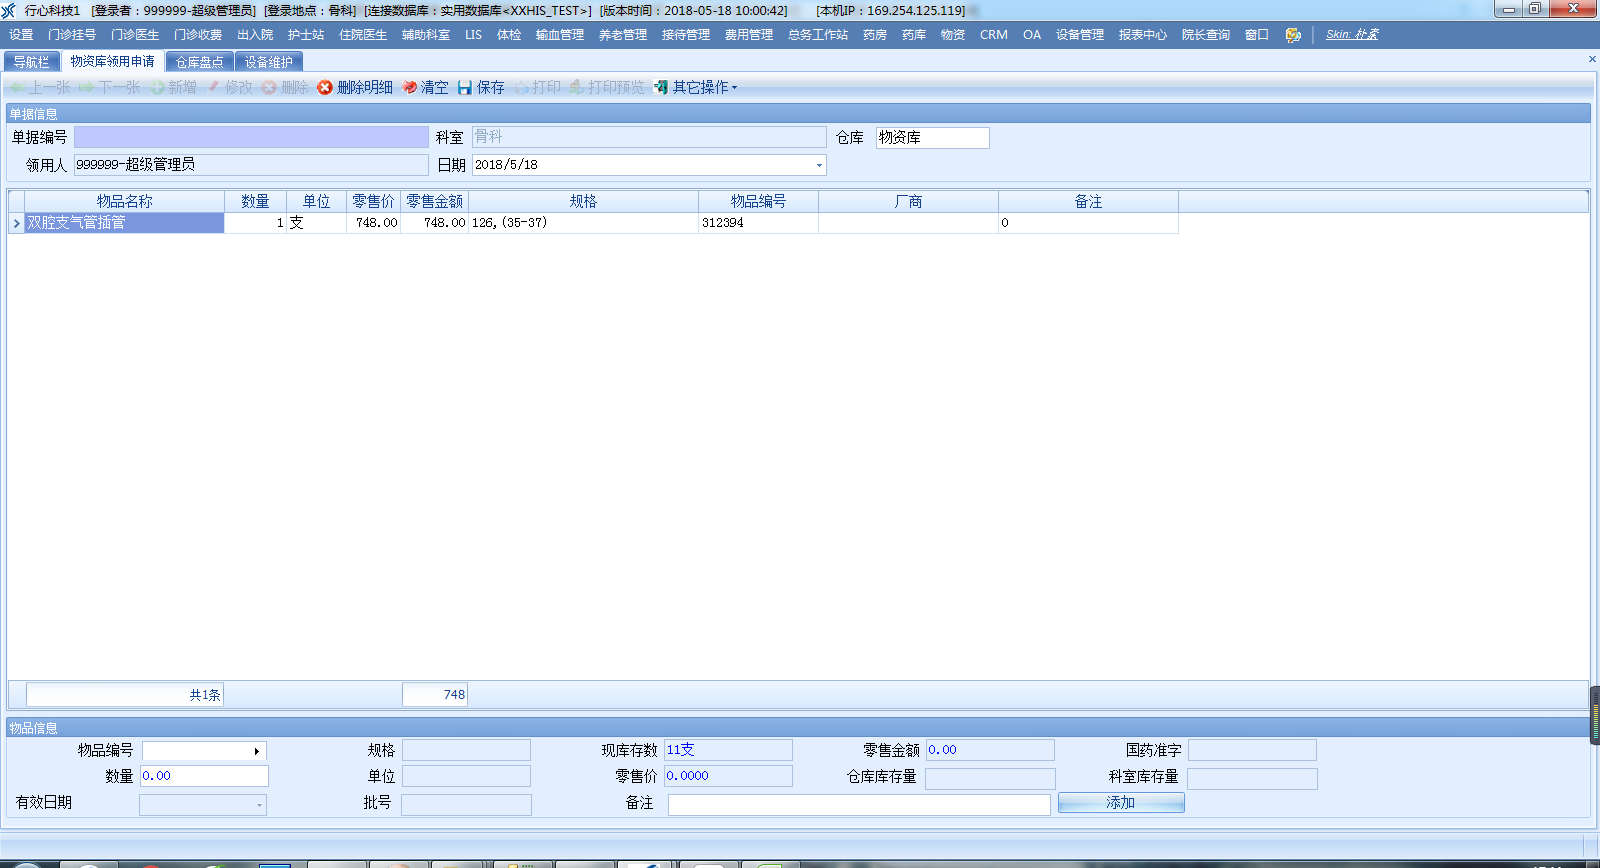 行心科技1 [登录者：999999-超级管理员] [登录地点：骨科] [连接数据库：实用数据库<XXHIS_TEST>] [版本时间：2018-05-18 10:00:42] [本机IP：169.254.125.119]
设置 门诊挂号 门诊医生 门诊收费 出入院 护士站 住院医生 辅助科室 LIS 体检 输血管理 养老管理 接待管理 费用管理 总务工作站 药房 药库 物资 CRM OA 设备管理 报表中心 院长查询 窗口 Skin: 朴素
导航栏 物资库领用申请 仓库盘点 设备维护
上一张 下一张 新增 修改 删除 删除明细 清空 保存 打印 打印预览 其它操作
单据信息
单据编号 科室 骨科 仓库 物资库
领用人 999999-超级管理员 日期 2018/5/18
物品名称 数量 单位 零售价 零售金额 规格 物品编号 厂商 备注
双腔支气管插管 1 支 748.00 748.00 126,(35-37) 312394 0
共1条 748
物品信息
物品编号 规格 现库存数 11支 零售金额 0.00 国药准字
数量 0.00 单位 零售价 0.0000 仓库库存量 科室库存量
有效日期 批号 备注 添加